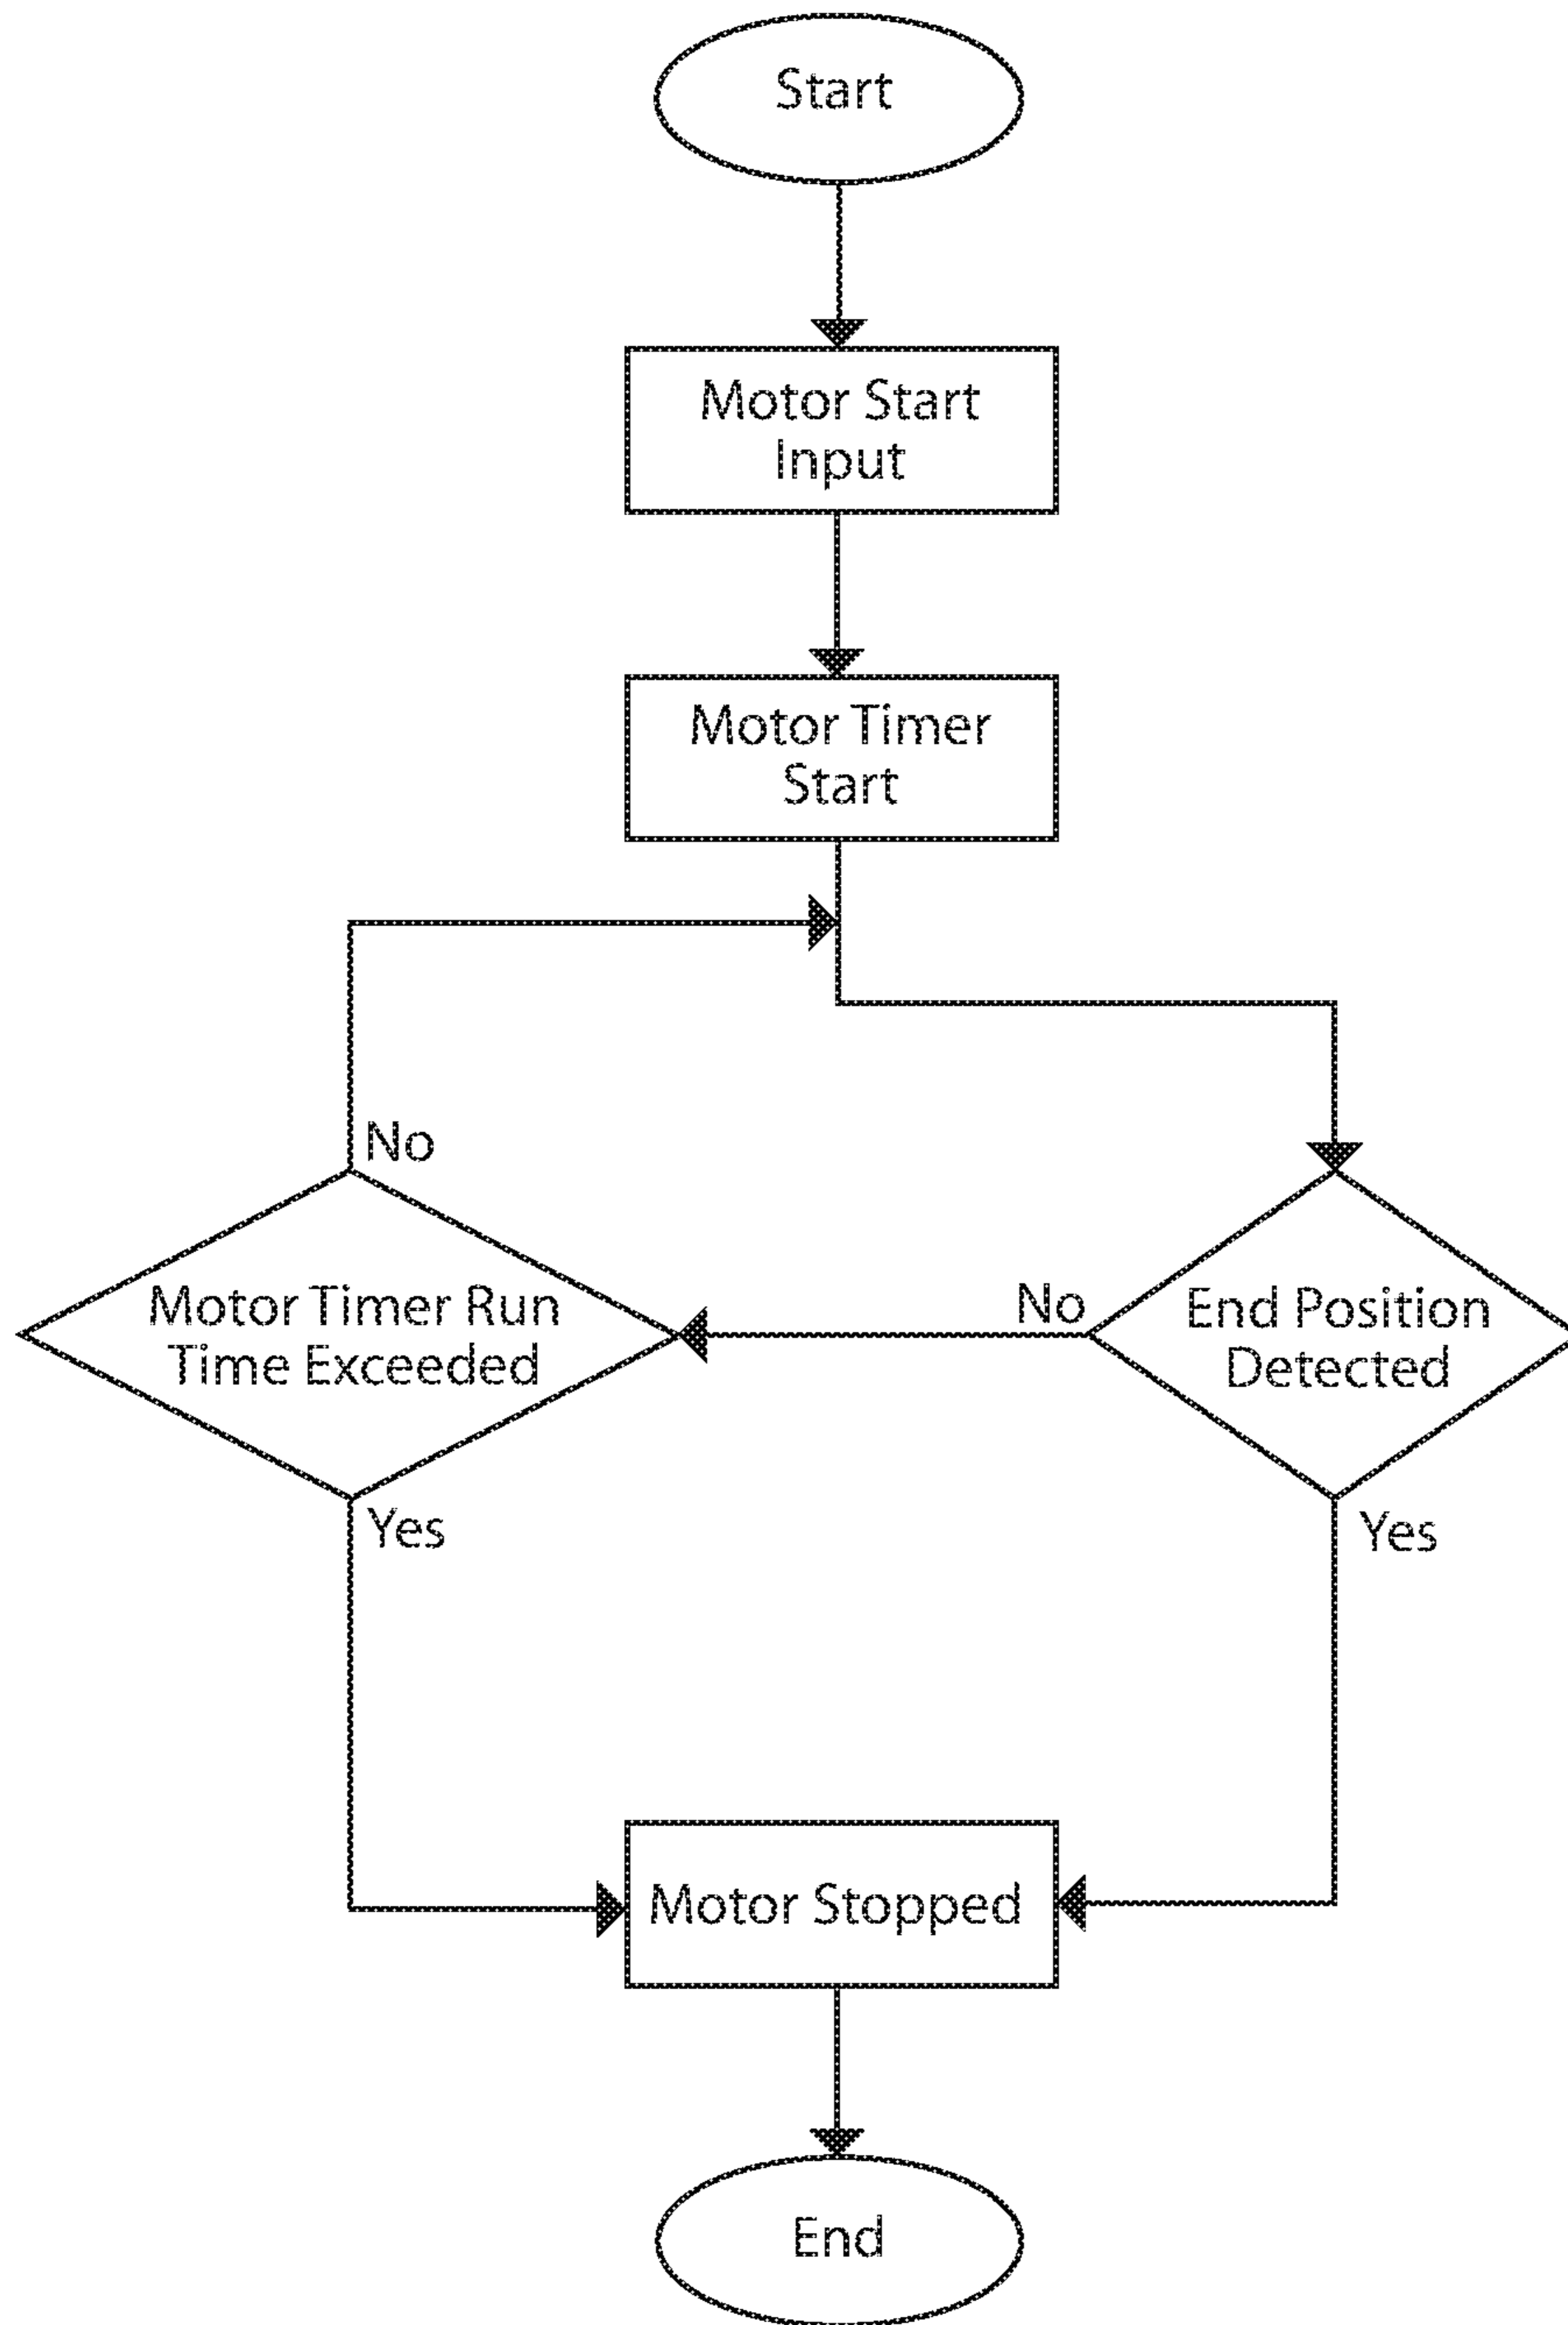 Start
Motor Start
Input
Motor Timer
Start
No
Motor Timer Run
Time Exceeded
Yes
No
End Position
Detected
Yes
Motor Stopped
End